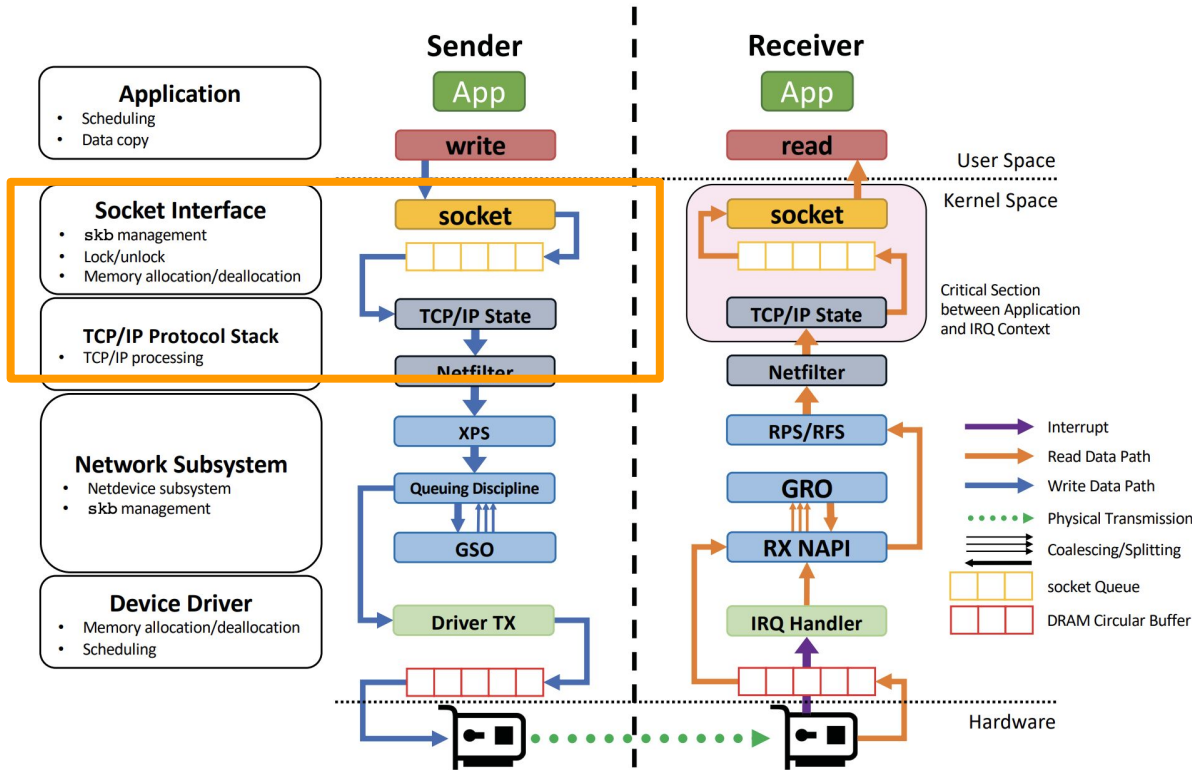 Sender
Receiver
Application
• Scheduling
• Data copy
App
App
write
read
User Space
Kernel Space
Socket Interface
• skb management
• Lock/unlock
• Memory allocation/deallocation
socket
socket
TCP/IP Protocol Stack
• TCP/IP processing
TCP/IP State
TCP/IP State
Critical Section
between Application
and IRQ Context
Netfilter
Netfilter
Network Subsystem
• Netdevice subsystem
• skb management
XPS
RPS/RFS
Queuing Discipline
GRO
GSO
RX NAPI
Interrupt
Read Data Path
Write Data Path
Physical Transmission
Coalescing/Splitting
socket Queue
DRAM Circular Buffer
Device Driver
• Memory allocation/deallocation
• Scheduling
Driver TX
IRQ Handler
Hardware